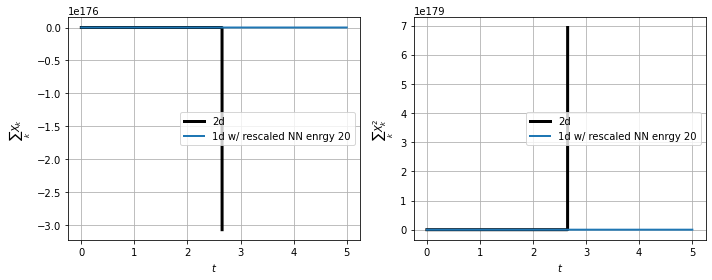 1e176
0.0
−0.5
−1.0
−1.5
−2.0
−2.5
−3.0
0 1 2 3 4 5
t
∑ₖ Xₖ
2d
1d w/ rescaled NN enrgy 20
1e179
7
6
5
4
3
2
1
0
0 1 2 3 4 5
t
∑ₖ Xₖ²
2d
1d w/ rescaled NN enrgy 20